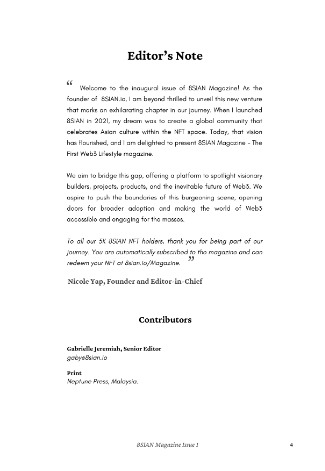 Editor's Note
“
Welcome to the inaugural issue of 8SIAN Magazine! As the
founder of 8SIAN.io, I am beyond thrilled to unveil this new venture
that marks an exhilarating chapter in our journey. When I launched
8SIAN in 2021, my dream was to create a global community that
celebrates Asian culture within the NFT space. Today, that vision
has flourished, and I am delighted to present 8SIAN Magazine - The
First Web3 Lifestyle magazine.
We aim to bridge this gap, offering a platform to spotlight visionary
builders, projects, products, and the inevitable future of Web3. We
aspire to push the boundaries of this burgeoning scene, opening
doors for broader adoption and making the world of Web3
accessible and engaging for the masses.
To all our 5K 8SIAN NFT holders, thank you for being part of our
journey. You are automatically subscribed to the magazine and can
redeem your NFT at 8sian.io/Magazine. ”
Nicole Yap, Founder and Editor-in-Chief
Contributors
Gabrielle Jeremiah, Senior Editor
gaby@8sian.io
Print
Neptune Press, Malaysia.
8SIAN Magazine Issue 1
4